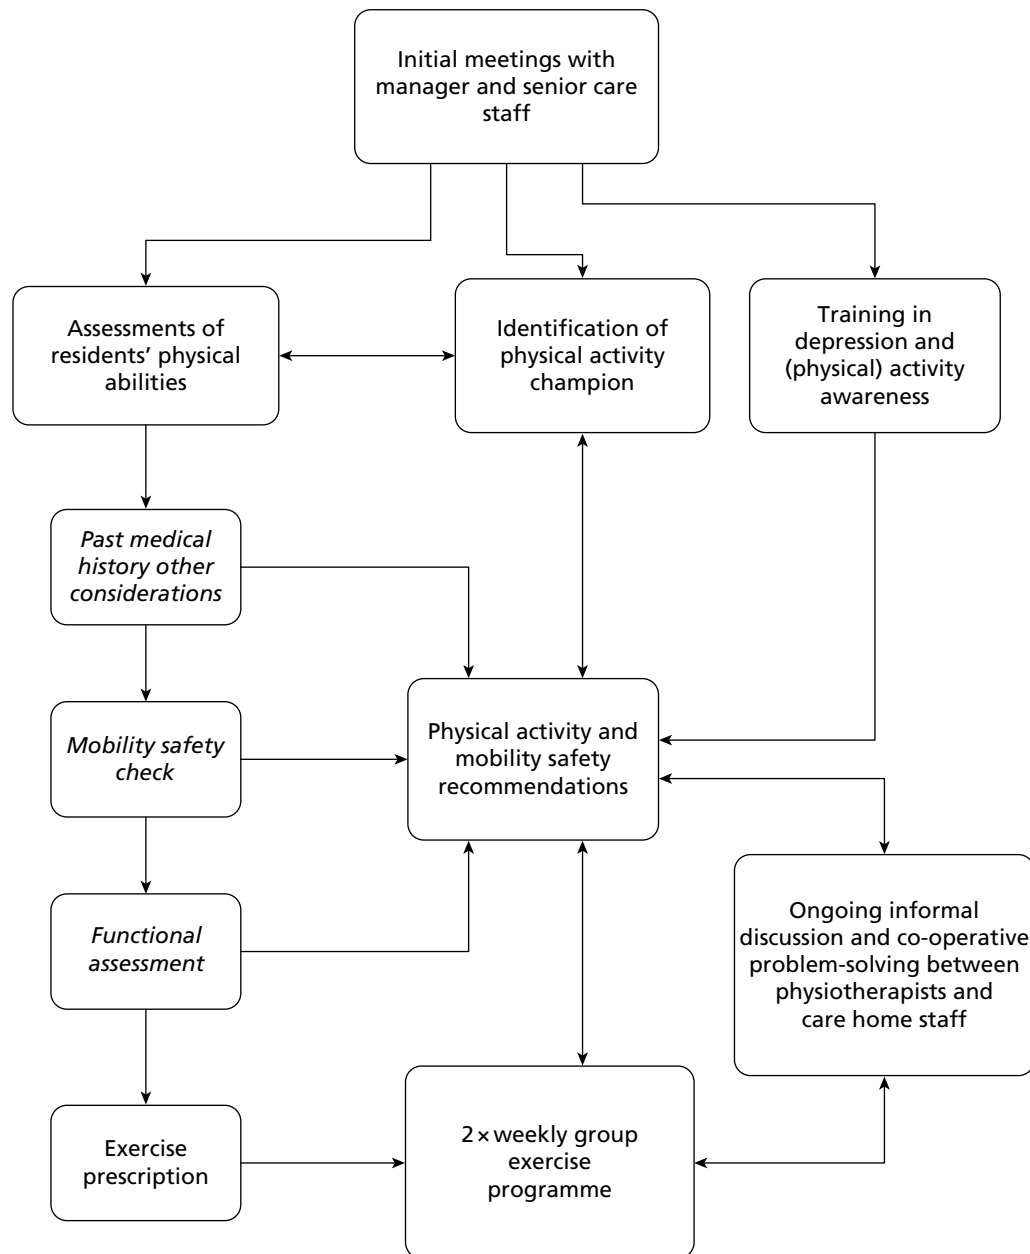 Initial meetings with
manager and senior care
staff
Assessments of
residents’ physical
abilities
Identification of
physical activity
champion
Training in
depression and
(physical) activity
awareness
Past medical
history other
considerations
Mobility safety
check
Physical activity and
mobility safety
recommendations
Functional
assessment
Ongoing informal
discussion and co-operative
problem-solving between
physiotherapists and
care home staff
Exercise
prescription
2 × weekly group
exercise
programme